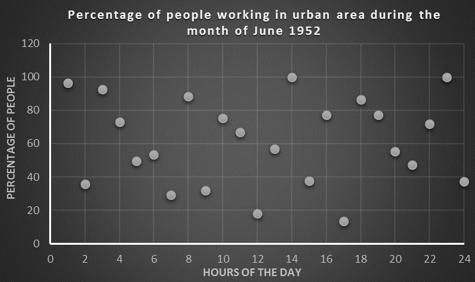 Percentage of people working in urban area during the
month of June 1952
PERCENTAGE OF PEOPLE
120
100
80
60
40
20
0
0 2 4 6 8 10 12 14 16 18 20 22 24
HOURS OF THE DAY